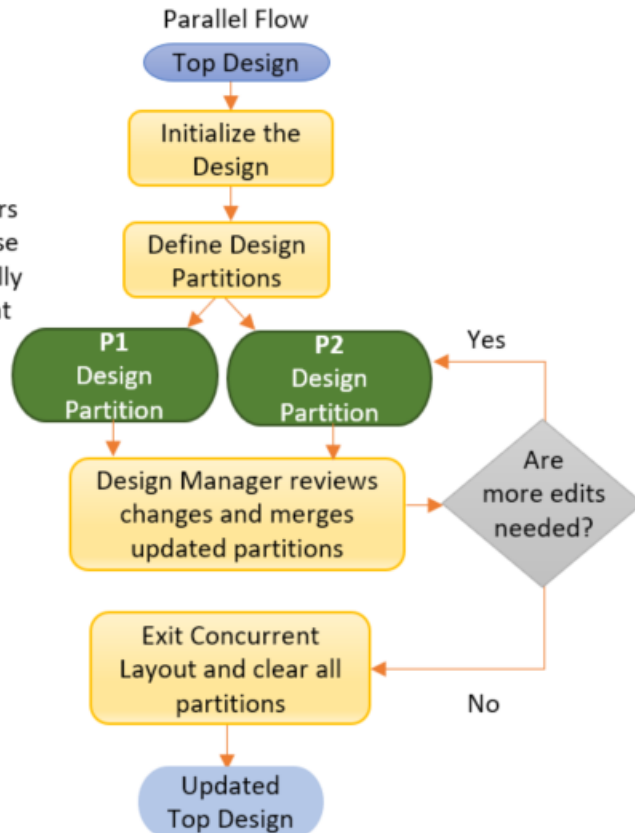 Parallel Flow
Top Design
Initialize the
Design
Define Design
Partitions
P1
Design
Partition
P2
Design
Partition
Yes
Design Manager reviews
changes and merges
updated partitions
Are
more edits
needed?
Exit Concurrent
Layout and clear all
partitions
No
Updated
Top Design